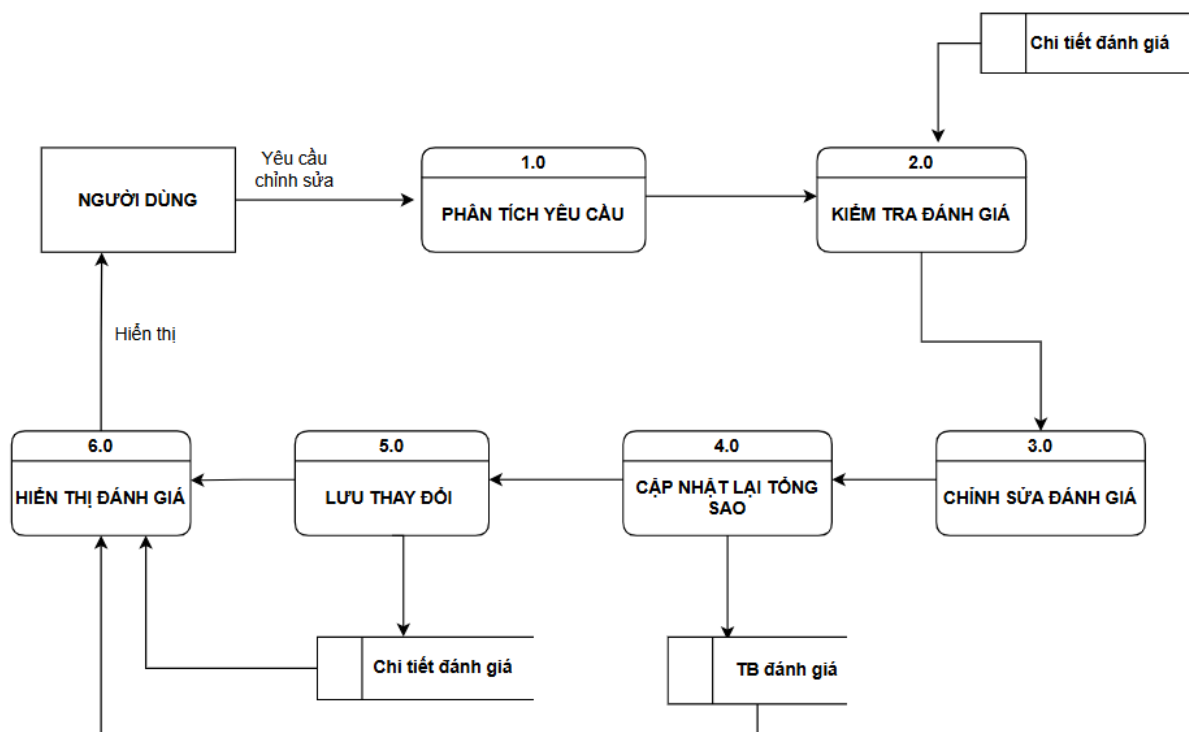 Chi tiết đánh giá
Yêu cầu
chỉnh sửa
NGƯỜI DÙNG
1.0
PHÂN TÍCH YÊU CẦU
2.0
KIỂM TRA ĐÁNH GIÁ
Hiển thị
6.0
HIỂN THỊ ĐÁNH GIÁ
5.0
LƯU THAY ĐỔI
4.0
CẬP NHẬT LẠI TỔNG
SAO
3.0
CHỈNH SỬA ĐÁNH GIÁ
Chi tiết đánh giá
TB đánh giá